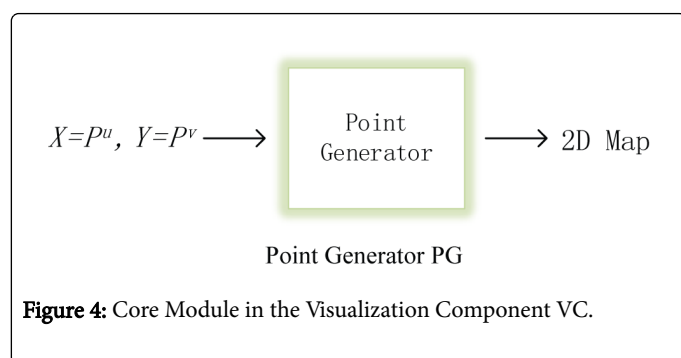 X=Pᵘ, Y=Pᵛ
Point
Generator
2D Map
Point Generator PG
Figure 4: Core Module in the Visualization Component VC.